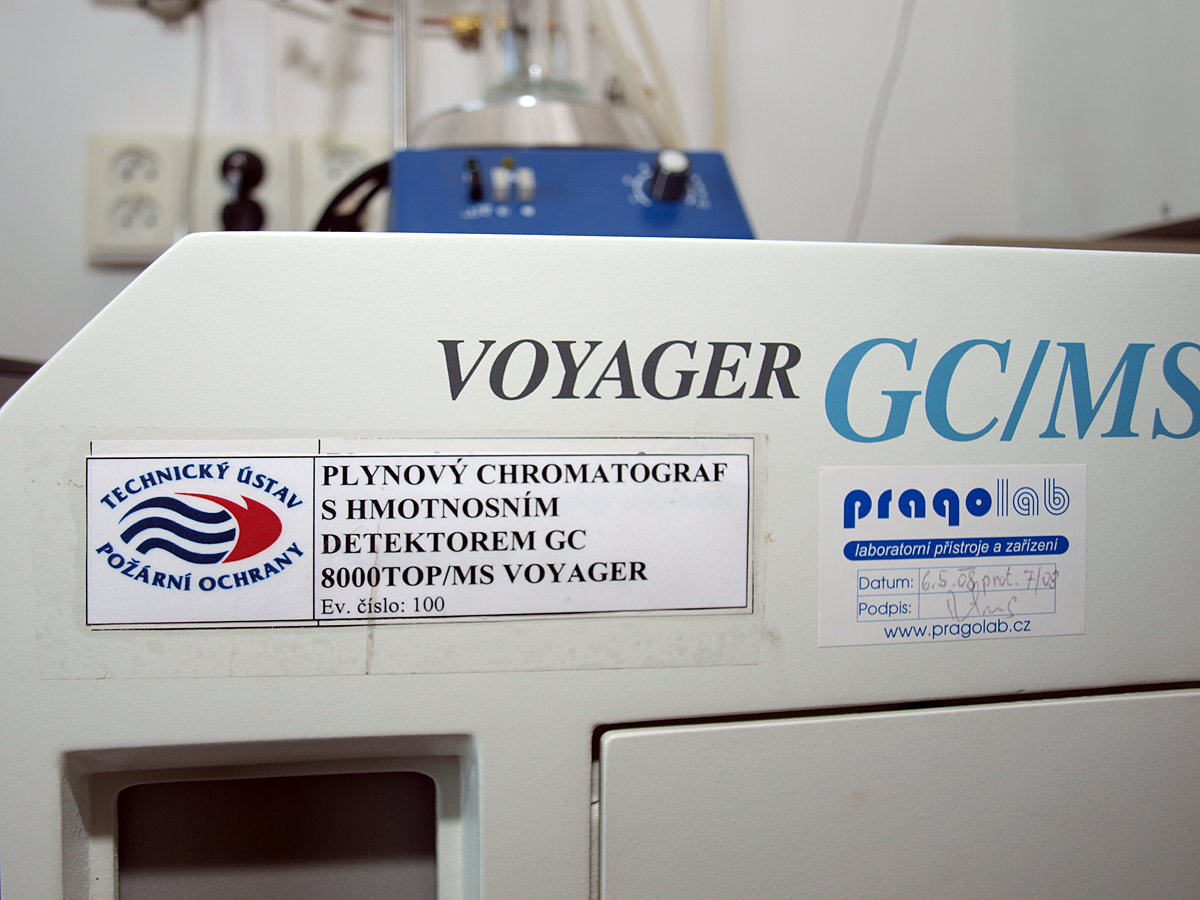 VOYAGER GC/MS
TECHNICKÝ ÚSTAV
POŽÁRNÍ OCHRANY
PLYNOVÝ CHROMATOGRAF
S HMOTNOSNÍM
DETEKTOREM GC
8000TOP/MS VOYAGER
Ev. číslo: 100
pragolab
laboratorní přístroje a zařízení
Datum: 6.5.08 prot. 7/08
Podpis:
www.pragolab.cz